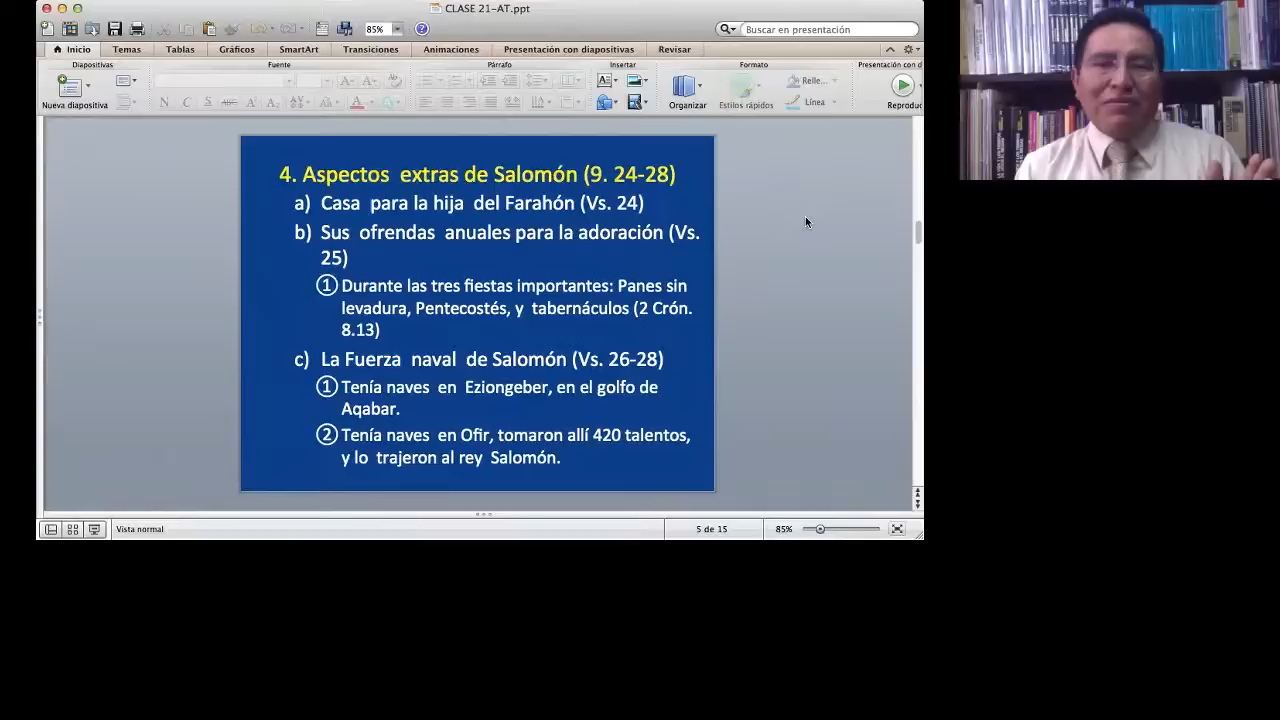 CLASE 21-AT.ppt
85%
Buscar en presentación
Inicio Temas Tablas Gráficos SmartArt Transiciones Animaciones Presentación con diapositivas Revisar
Diapositivas Fuente Párrafo Insertar Formato Presentación con d
Nueva diapositiva
Organizar Estilos rápidos Relle... Línea Reproduc
4. Aspectos extras de Salomón (9. 24-28)
a) Casa para la hija del Farahón (Vs. 24)
b) Sus ofrendas anuales para la adoración (Vs.
25)
① Durante las tres fiestas importantes: Panes sin
levadura, Pentecostés, y tabernáculos (2 Crón.
8.13)
c) La Fuerza naval de Salomón (Vs. 26-28)
① Tenía naves en Eziongeber, en el golfo de
Aqabar.
② Tenía naves en Ofir, tomaron allí 420 talentos,
y lo trajeron al rey Salomón.
Vista normal 5 de 15 85%